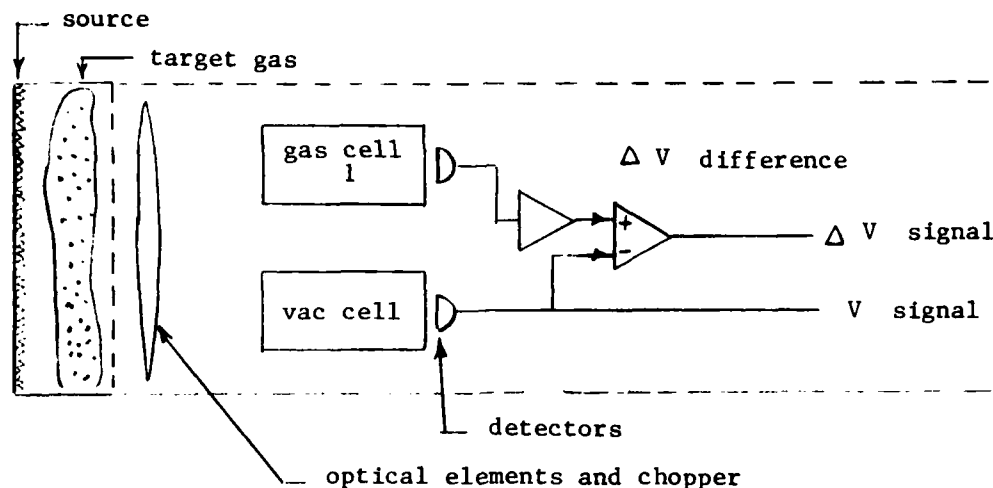 source
target gas
gas cell
1
Δ V difference
+
-
Δ V signal
vac cell
V signal
detectors
optical elements and chopper